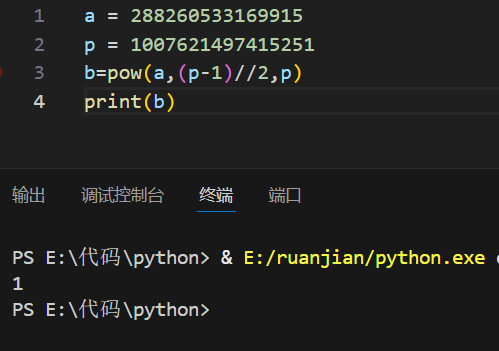 1 a = 288260533169915
2 p = 1007621497415251
3 b=pow(a,(p-1)//2,p)
4 print(b)
输出 调试控制台 终端 端口
PS E:\代码\python> & E:/ruanjian/python.exe
1
PS E:\代码\python>